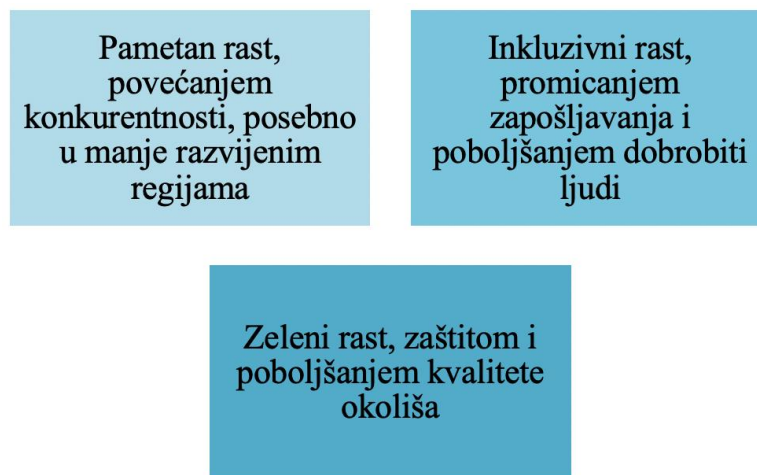 Pametan rast,
povećanjem
konkurentnosti, posebno
u manje razvijenim
regijama
Inkluzivni rast,
promicanjem
zapošljavanja i
poboljšanjem dobrobiti
ljudi
Zeleni rast, zaštitom i
poboljšanjem kvalitete
okoliša